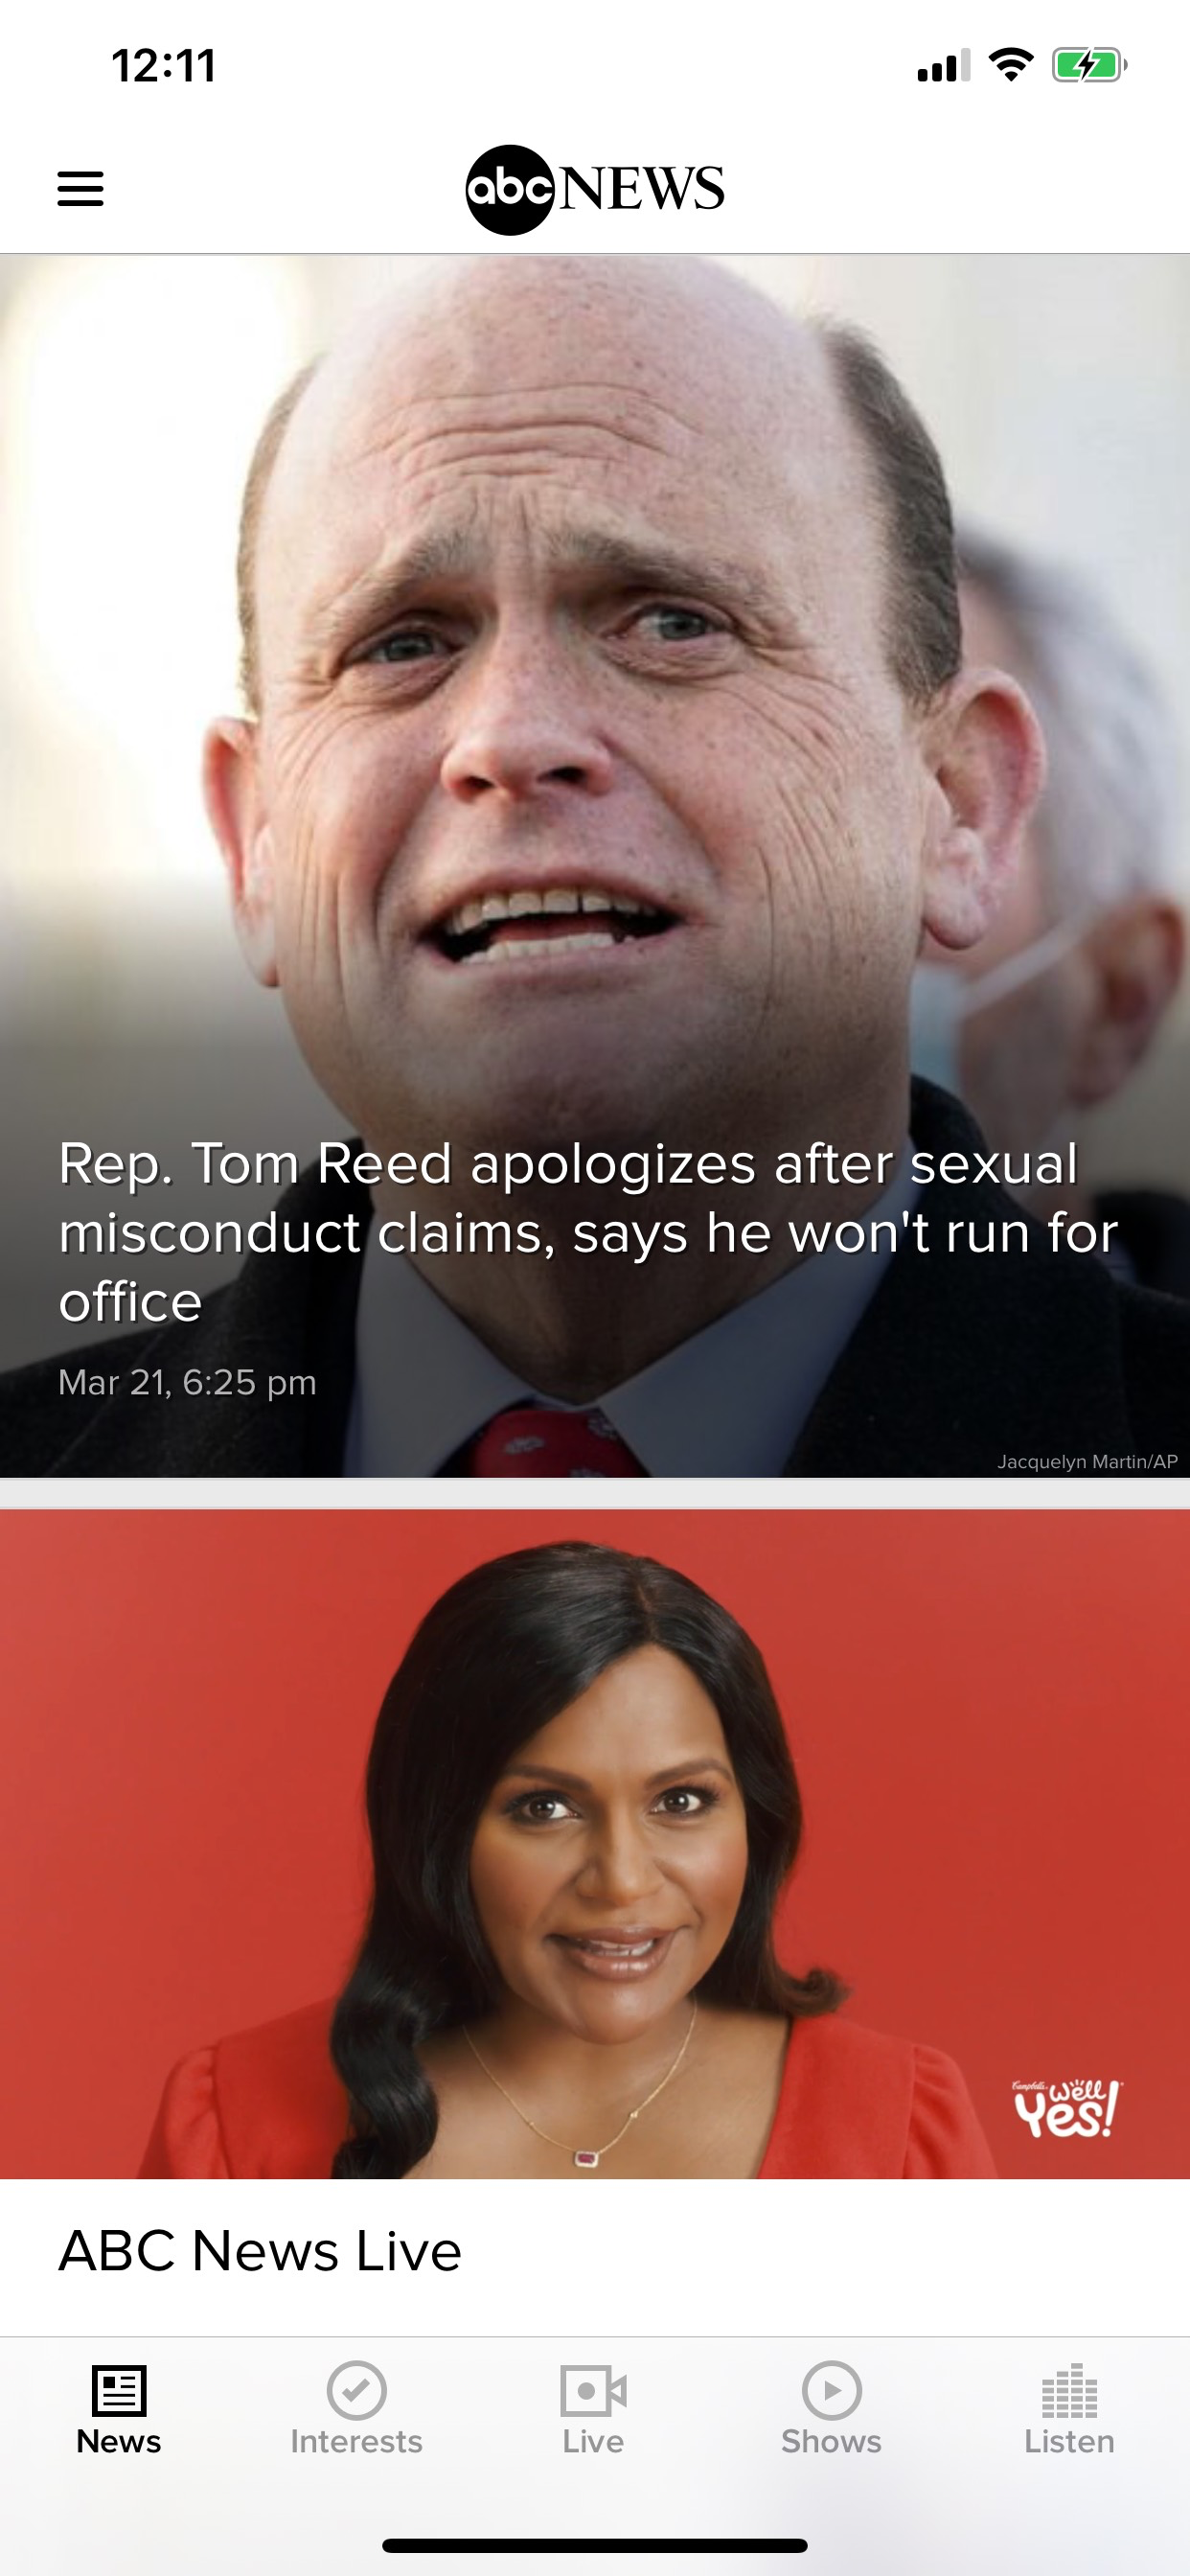 12:11
abc NEWS
Rep. Tom Reed apologizes after sexual
misconduct claims, says he won't run for
office
Mar 21, 6:25 pm
Jacquelyn Martin/AP
Campbell's
Well
Yes!
ABC News Live
News Interests Live Shows Listen